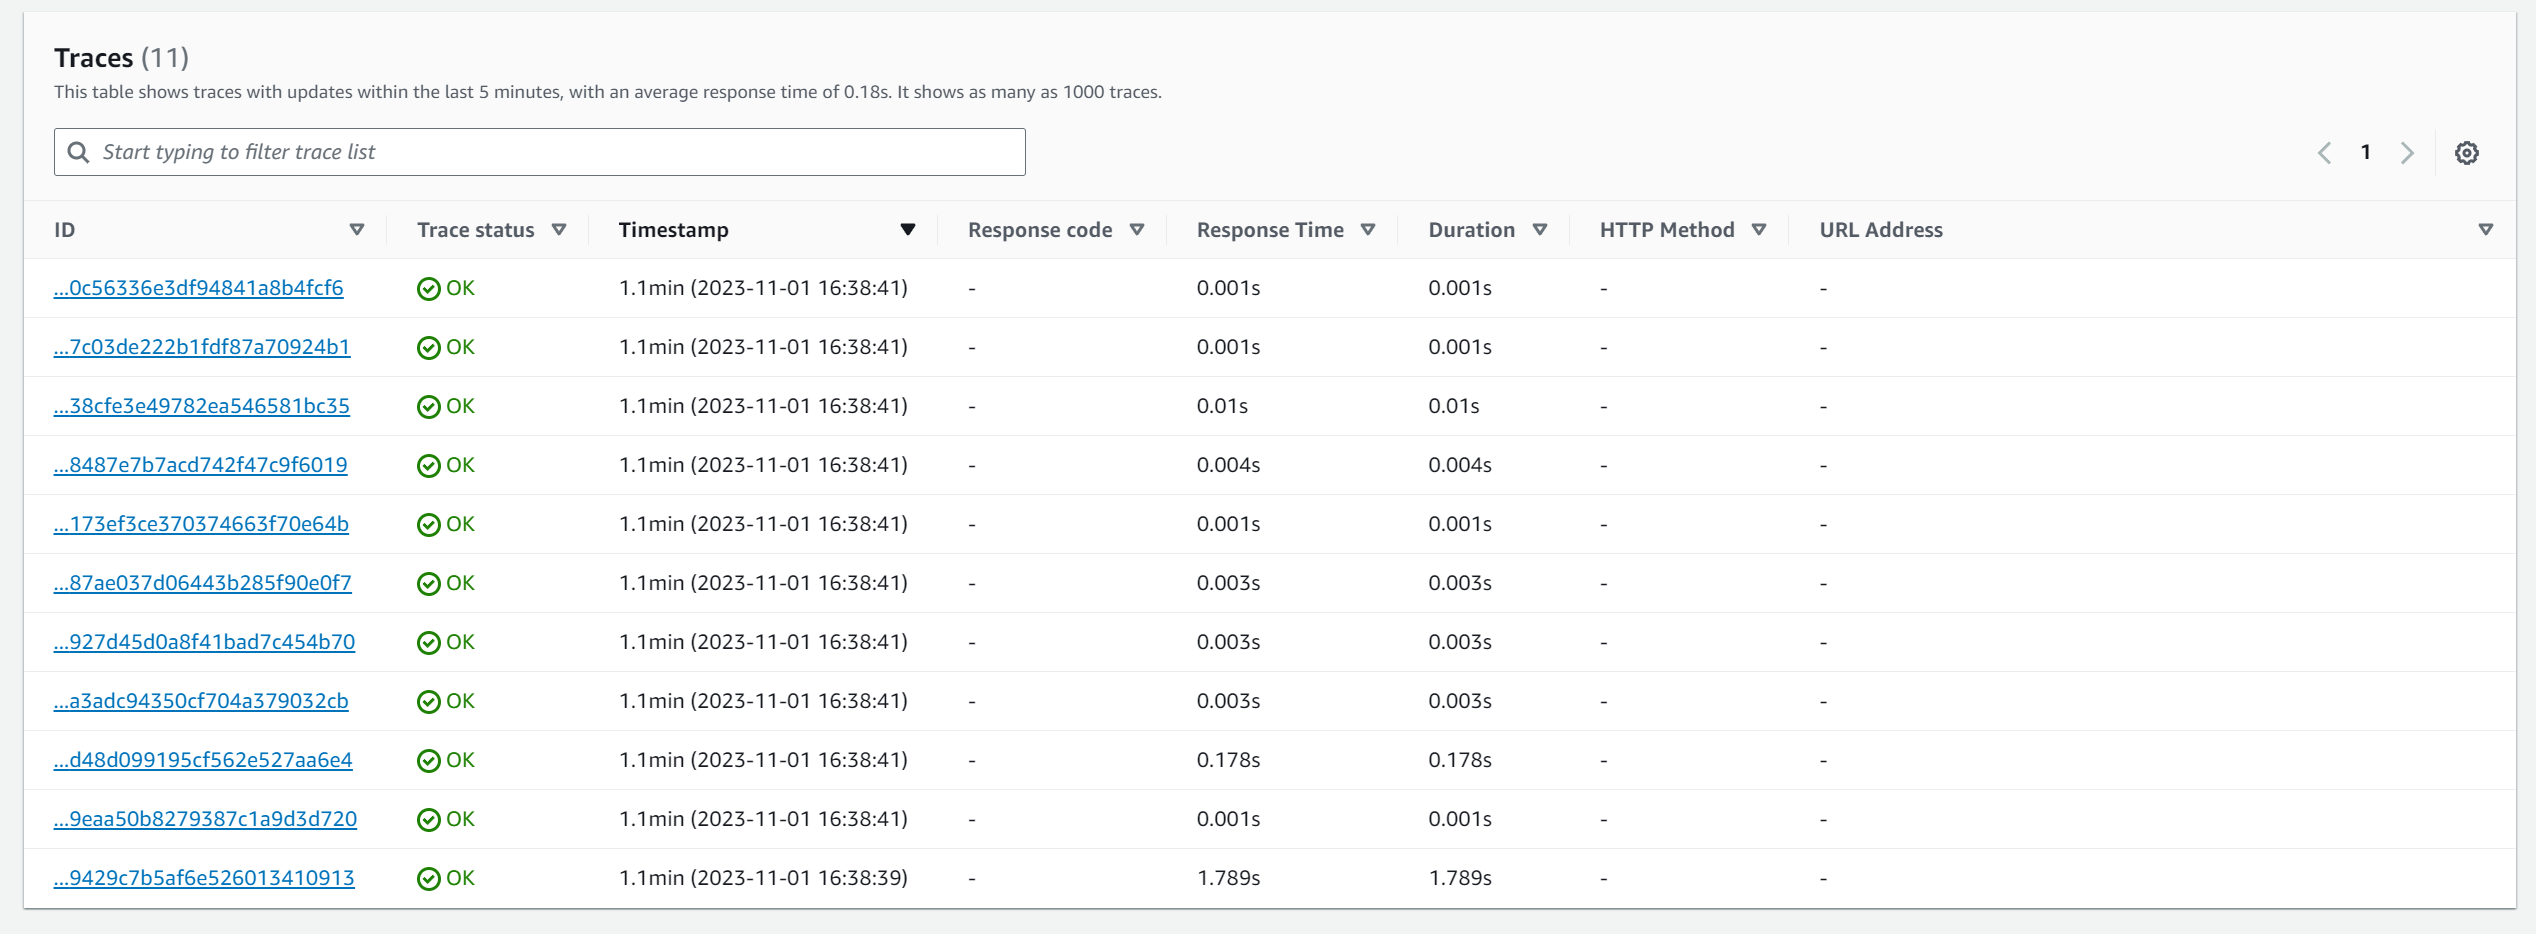 Traces (11)
This table shows traces with updates within the last 5 minutes, with an average response time of 0.18s. It shows as many as 1000 traces.
Start typing to filter trace list 1
ID Trace status Timestamp Response code Response Time Duration HTTP Method URL Address
...0c56336e3df94841a8b4fcf6 OK 1.1min (2023-11-01 16:38:41) - 0.001s 0.001s - -
...7c03de222b1fdf87a70924b1 OK 1.1min (2023-11-01 16:38:41) - 0.001s 0.001s - -
...38cfe3e49782ea546581bc35 OK 1.1min (2023-11-01 16:38:41) - 0.01s 0.01s - -
...8487e7b7acd742f47c9f6019 OK 1.1min (2023-11-01 16:38:41) - 0.004s 0.004s - -
...173ef3ce370374663f70e64b OK 1.1min (2023-11-01 16:38:41) - 0.001s 0.001s - -
...87ae037d06443b285f90e0f7 OK 1.1min (2023-11-01 16:38:41) - 0.003s 0.003s - -
...927d45d0a8f41bad7c454b70 OK 1.1min (2023-11-01 16:38:41) - 0.003s 0.003s - -
...a3adc94350cf704a379032cb OK 1.1min (2023-11-01 16:38:41) - 0.003s 0.003s - -
...d48d099195cf562e527aa6e4 OK 1.1min (2023-11-01 16:38:41) - 0.178s 0.178s - -
...9eaa50b8279387c1a9d3d720 OK 1.1min (2023-11-01 16:38:41) - 0.001s 0.001s - -
...9429c7b5af6e526013410913 OK 1.1min (2023-11-01 16:38:39) - 1.789s 1.789s - -